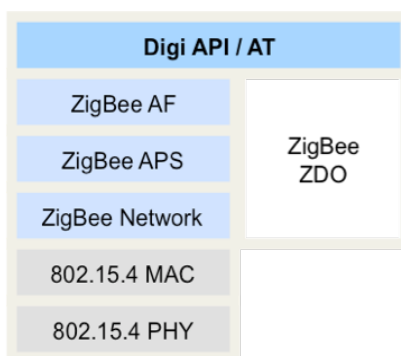 Digi API / AT
ZigBee AF
ZigBee APS
ZigBee Network
ZigBee
ZDO
802.15.4 MAC
802.15.4 PHY